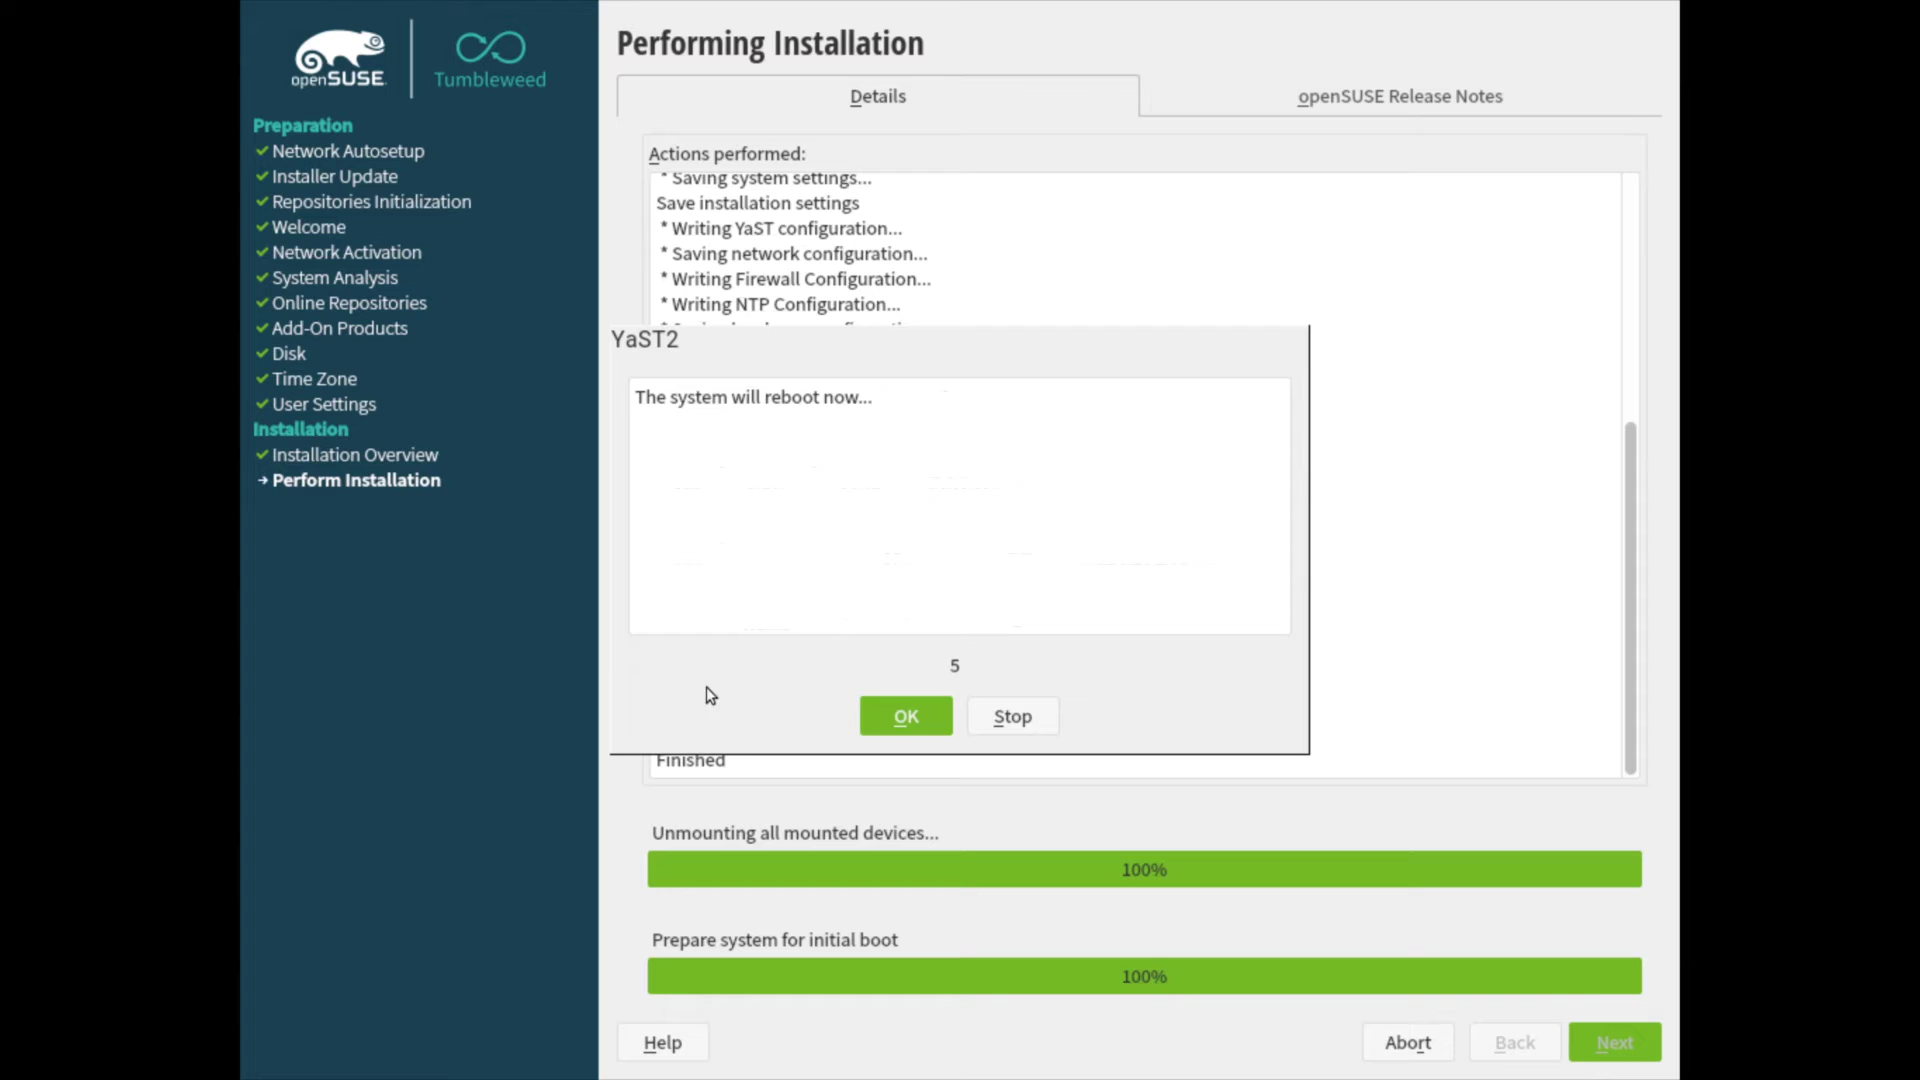 openSUSE.
Tumbleweed
Preparation
Network Autosetup
Installer Update
Repositories Initialization
Welcome
Network Activation
System Analysis
Online Repositories
Add-On Products
Disk
Time Zone
User Settings
Installation
Installation Overview
Perform Installation
Performing Installation
Details
openSUSE Release Notes
Actions performed:
* Saving system settings...
Save installation settings
* Writing YaST configuration...
* Saving network configuration...
* Writing Firewall Configuration...
* Writing NTP Configuration...
YaST2
The system will reboot now...
5
OK
Stop
Finished
Unmounting all mounted devices...
100%
Prepare system for initial boot
100%
Help
Abort
Back
Next